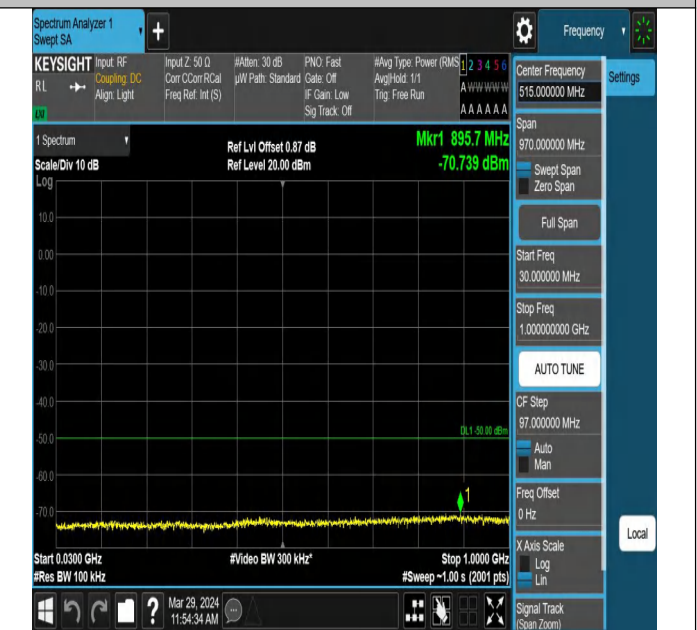 Spectrum Analyzer 1
Swept SA
Frequency
KEYSIGHT
RL
LXI
Input: RF
Coupling: DC
Align: Light
Input Z: 50 Ω
Corr CCorr RCal
Freq Ref: Int (S)
#Atten: 30 dB
µW Path: Standard
PNO: Fast
Gate: Off
IF Gain: Low
Sig Track: Off
#Avg Type: Power (RMS
Avg|Hold: 1/1
Trig: Free Run
1 2 3 4 5 6
A W W W W W
A A A A A A
1 Spectrum
Scale/Div 10 dB
Log
Ref Lvl Offset 0.87 dB
Ref Level 20.00 dBm
Mkr1 895.7 MHz
-70.739 dBm
10.0
0.00
-10.0
-20.0
-30.0
-40.0
-50.0
-60.0
-70.0
DL1 -50.00 dBm
1
Start 0.0300 GHz
#Res BW 100 kHz
#Video BW 300 kHz*
Stop 1.0000 GHz
#Sweep ~1.00 s (2001 pts)
?
Mar 29, 2024
11:54:34 AM
Center Frequency
515.000000 MHz
Span
970.000000 MHz
Swept Span
Zero Span
Full Span
Start Freq
30.000000 MHz
Stop Freq
1.000000000 GHz
AUTO TUNE
CF Step
97.000000 MHz
Auto
Man
Freq Offset
0 Hz
X Axis Scale
Log
Lin
Signal Track
(Span Zoom)
Settings
Local